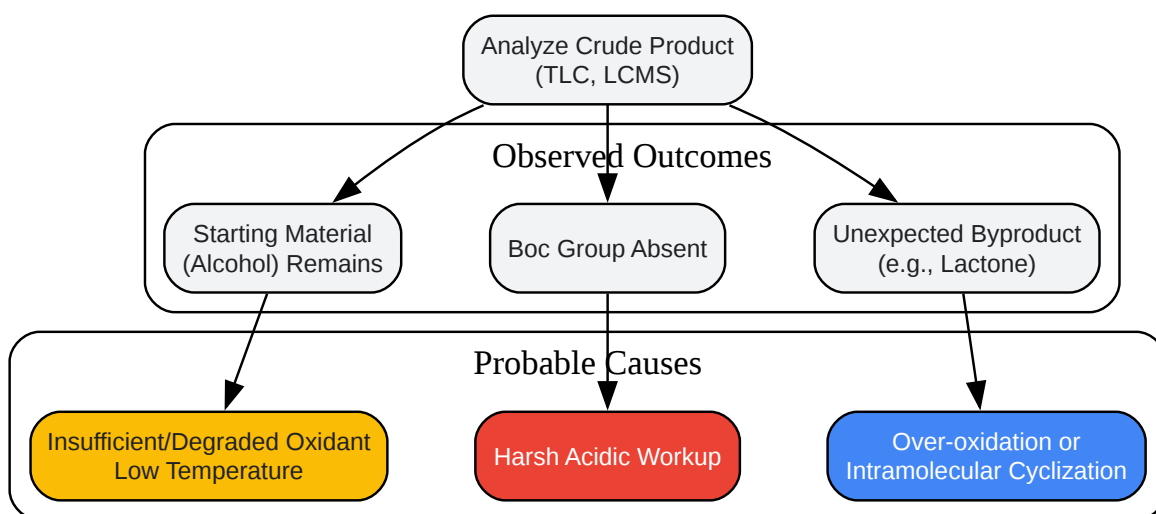 Analyze Crude Product
(TLC, LCMS)
Observed Outcomes
Starting Material
(Alcohol) Remains
Boc Group Absent
Unexpected Byproduct
(e.g., Lactone)
Probable Causes
Insufficient/Degraded Oxidant
Low Temperature
Harsh Acidic Workup
Over-oxidation or
Intramolecular Cyclization